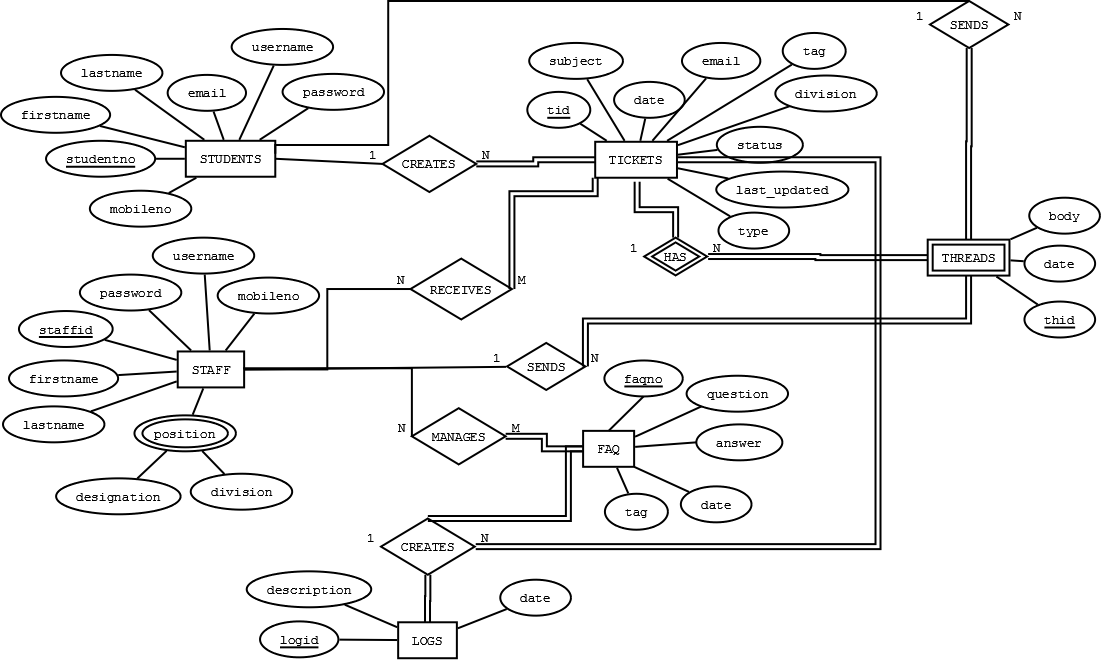 1 SENDS N
username
lastname
email
password
firstname
studentno
STUDENTS
mobileno
1 CREATES N
subject
email
tag
date
division
tid
TICKETS
status
last_updated
type
1 HAS N
THREADS
body
date
thid
username
password
mobileno
staffid
N RECEIVES M
firstname
STAFF
lastname
position
designation
division
1 SENDS N
N MANAGES M
faqno
question
FAQ
answer
tag
date
1 CREATES N
description
date
logid
LOGS